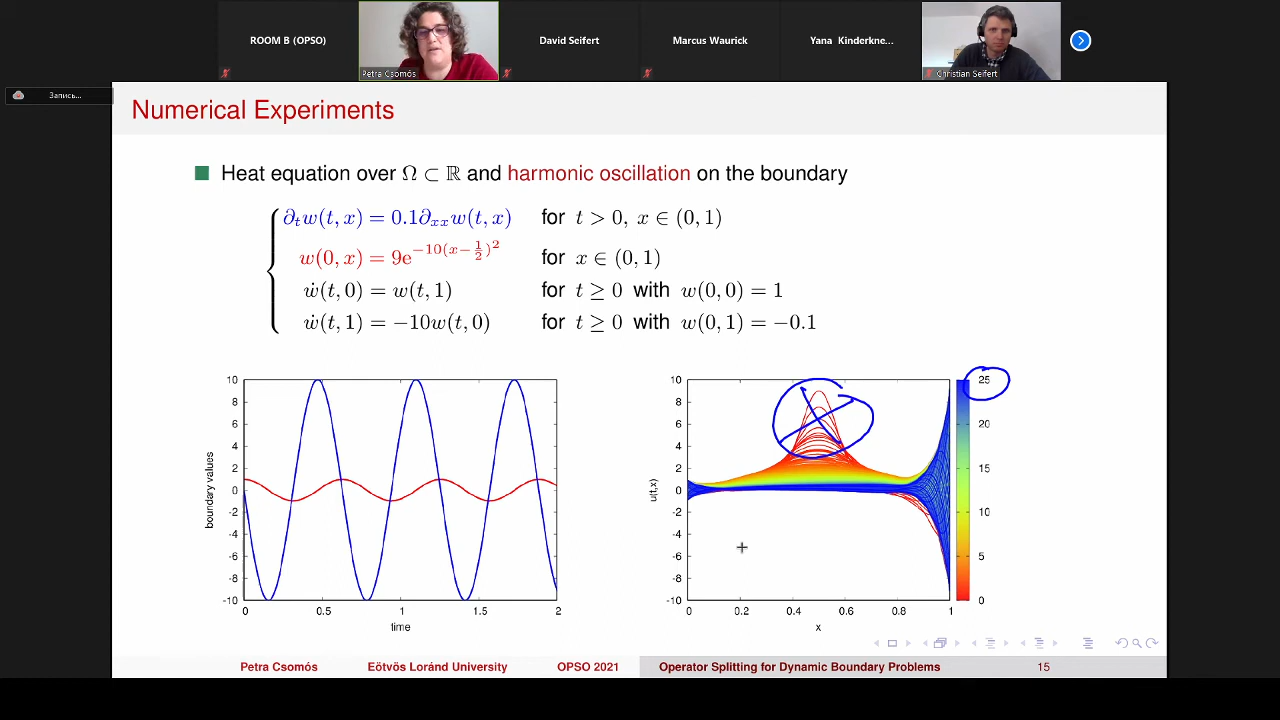 ROOM B (OPSO)
David Seifert
Marcus Waurick
Yana Kinderkne...
Petra Csomós
Christian Seifert
Запись...
Numerical Experiments
Heat equation over Ω ⊂ ℝ and harmonic oscillation on the boundary
∂ₜw(t, x) = 0.1∂ₓₓw(t, x) for t > 0, x ∈ (0, 1)
w(0, x) = 9e^{−10(x−½)²} for x ∈ (0, 1)
ẇ(t, 0) = w(t, 1) for t ≥ 0 with w(0, 0) = 1
ẇ(t, 1) = −10w(t, 0) for t ≥ 0 with w(0, 1) = −0.1
boundary values
10
8
6
4
2
0
-2
-4
-6
-8
-10
0 0.5 1 1.5 2
time
u(t,x)
10
8
6
4
2
0
-2
-4
-6
-8
-10
0 0.2 0.4 0.6 0.8 1
x
25
20
15
10
5
0
Petra Csomós Eötvös Loránd University OPSO 2021 Operator Splitting for Dynamic Boundary Problems 15